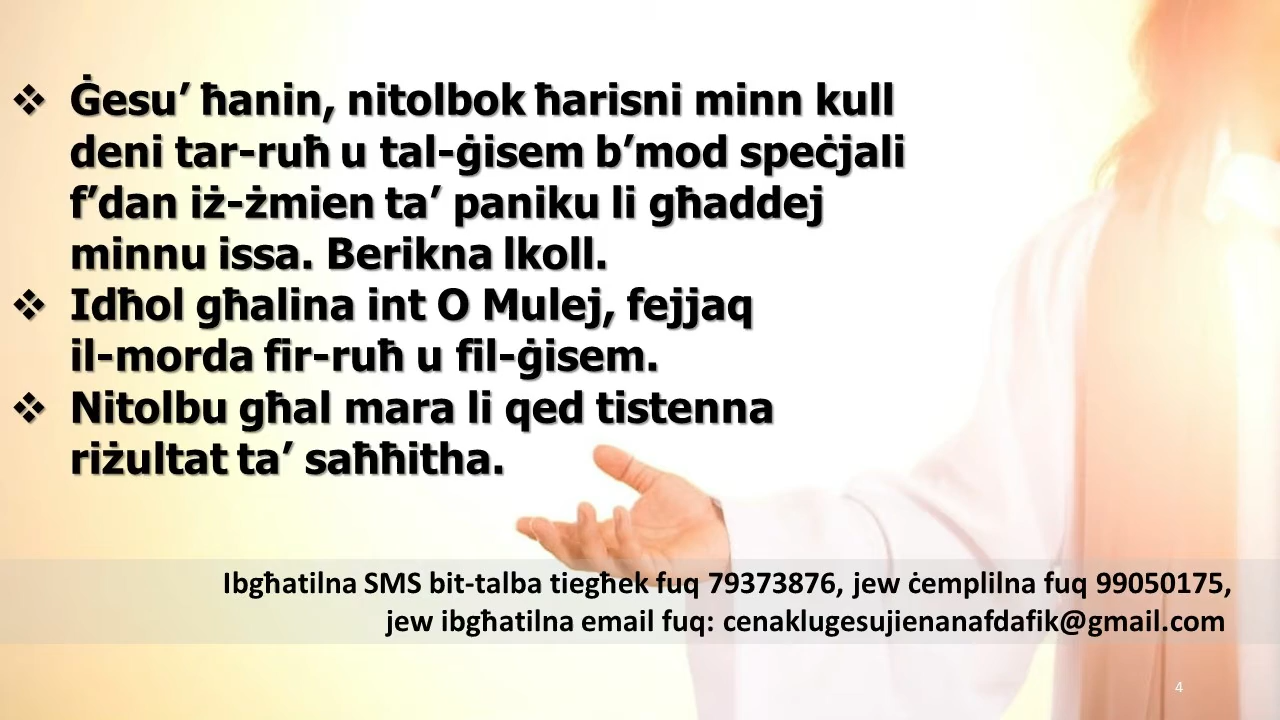 ❖ Ġesu’ ħanin, nitolbok ħarisni minn kull
deni tar-ruħ u tal-ġisem b’mod speċjali
f’dan iż-żmien ta’ paniku li għaddej
minnu issa. Berikna lkoll.
❖ Idħol għalina int O Mulej, fejjaq
il-morda fir-ruħ u fil-ġisem.
❖ Nitolbu għal mara li qed tistenna
riżultat ta’ saħħitha.
Ibgħatilna SMS bit-talba tiegħek fuq 79373876, jew ċemplilna fuq 99050175,
jew ibgħatilna email fuq: cenaklugesujienanafdafik@gmail.com
4